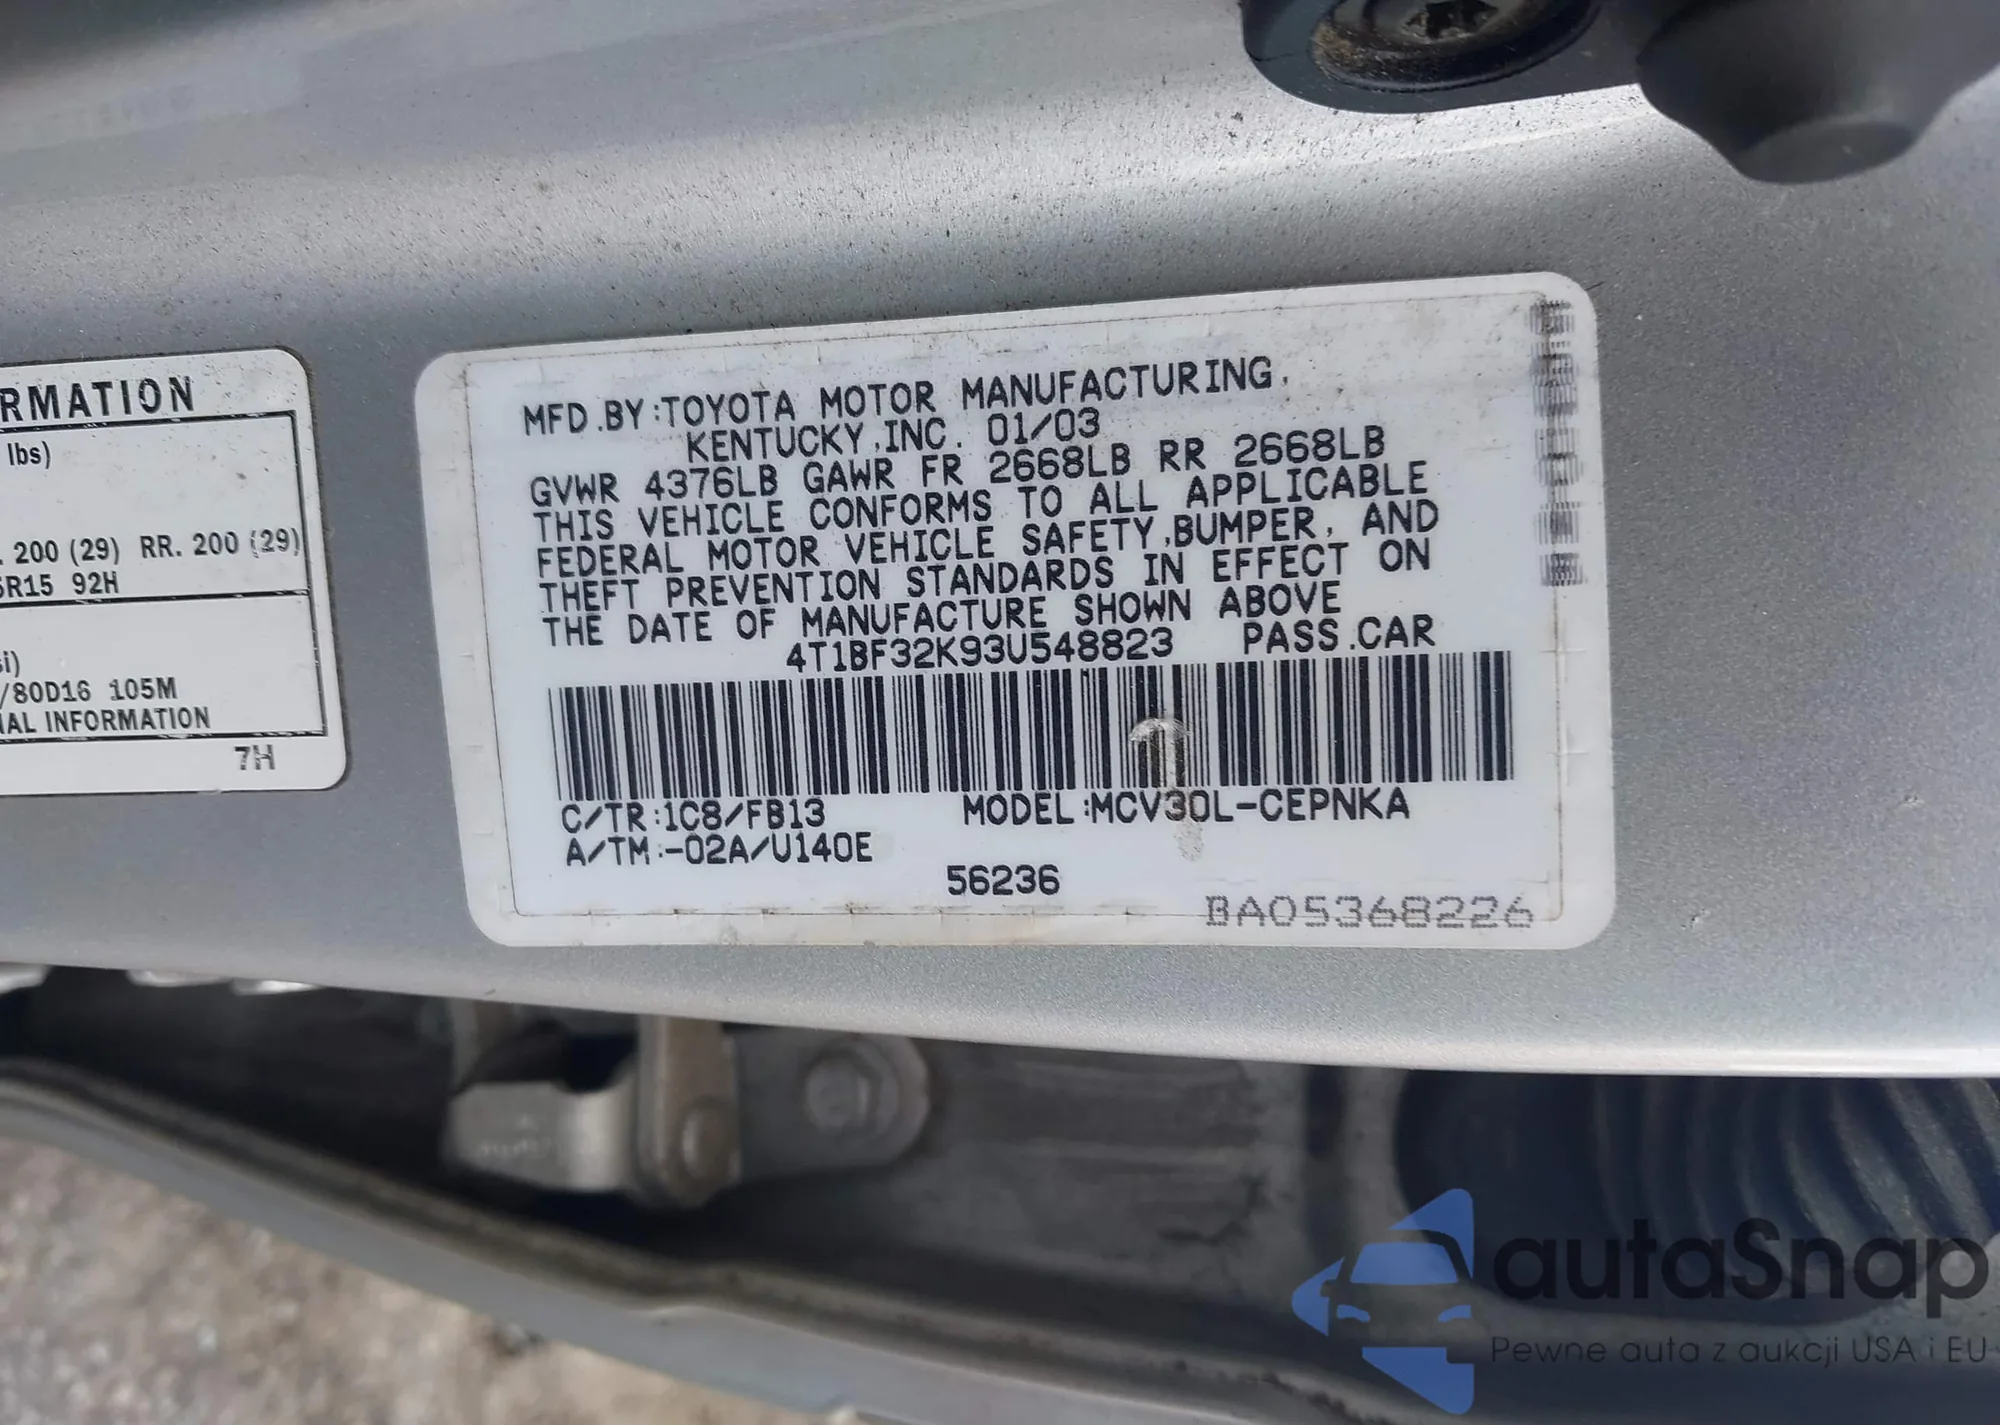 RMATION
lbs)
. 200 (29) RR. 200 (29)
5R15 92H
si)
/80D16 105M
NAL INFORMATION
7H
MFD.BY:TOYOTA MOTOR MANUFACTURING,
KENTUCKY,INC. 01/03
GVWR 4376LB GAWR FR 2668LB RR 2668LB
THIS VEHICLE CONFORMS TO ALL APPLICABLE
FEDERAL MOTOR VEHICLE SAFETY,BUMPER, AND
THEFT PREVENTION STANDARDS IN EFFECT ON
THE DATE OF MANUFACTURE SHOWN ABOVE
4T1BF32K93U548823 PASS.CAR
C/TR:1C8/FB13 MODEL:MCV30L-CEPNKA
A/TM:-02A/U140E
56236
BA05368226
autaSnap
Pewne auta z aukcji USA i EU